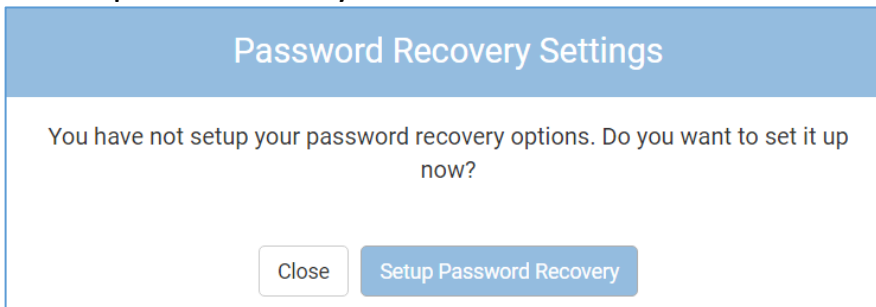 Password Recovery Settings
You have not setup your password recovery options. Do you want to set it up
now?
Close
Setup Password Recovery